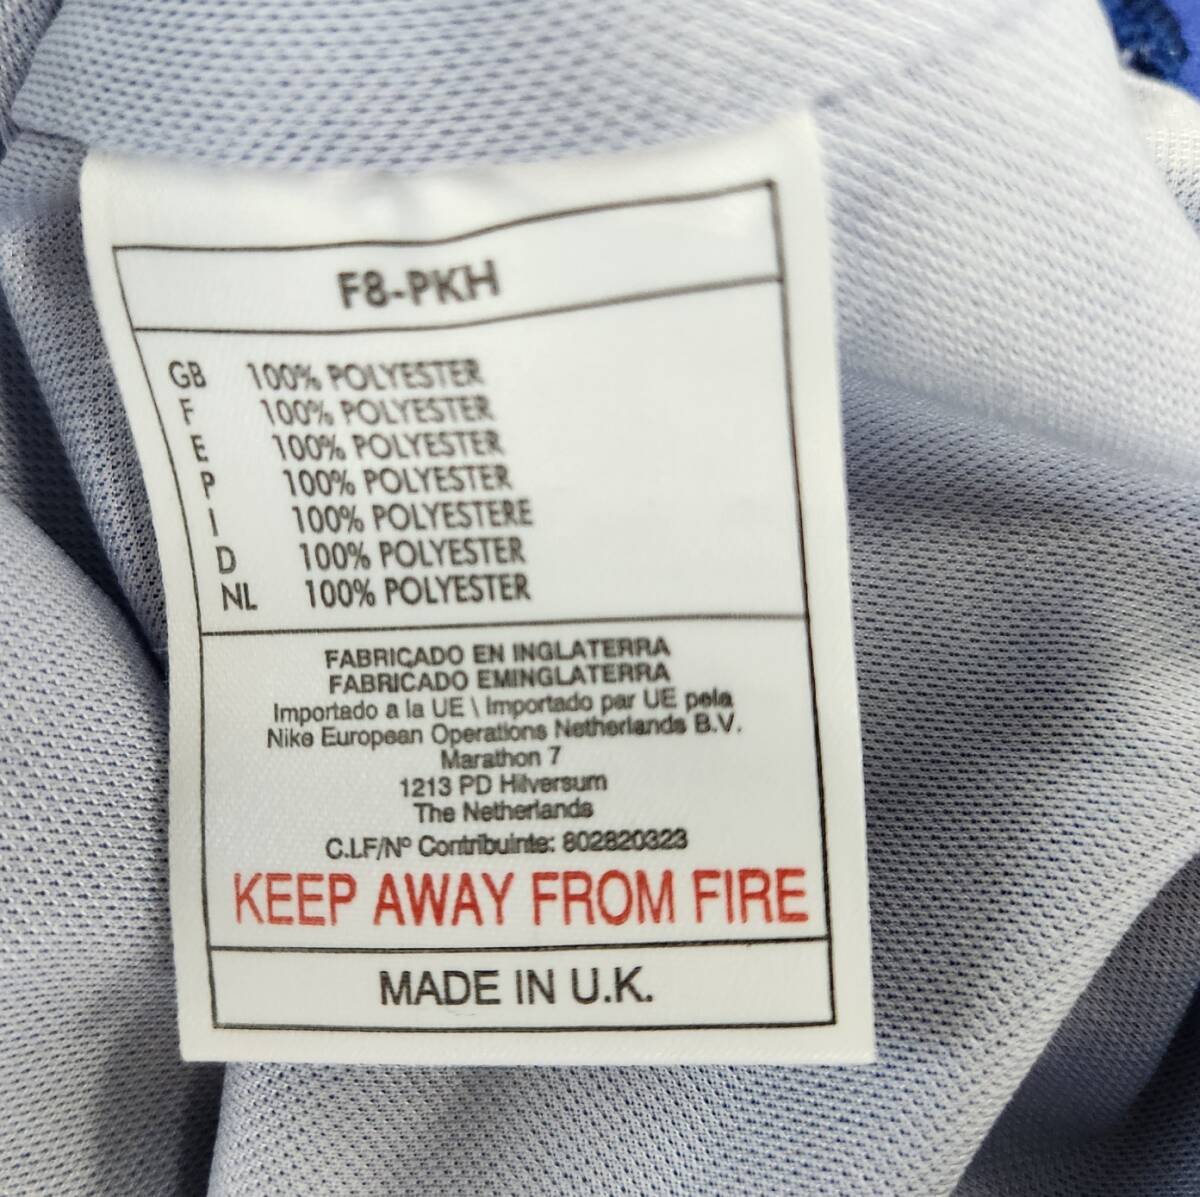 F8-PKH
GB 100% POLYESTER
F 100% POLYESTER
E 100% POLYESTER
P 100% POLYESTER
I 100% POLYESTERE
D 100% POLYESTER
NL 100% POLYESTER
FABRICADO EN INGLATERRA
FABRICADO EMINGLATERRA
Importado a la UE \ Importado par UE pela
Nike European Operations Netherlands B.V.
Marathon 7
1213 PD Hilversum
The Netherlands
C.I.F/Nº Contribuinte: 802820323
KEEP AWAY FROM FIRE
MADE IN U.K.